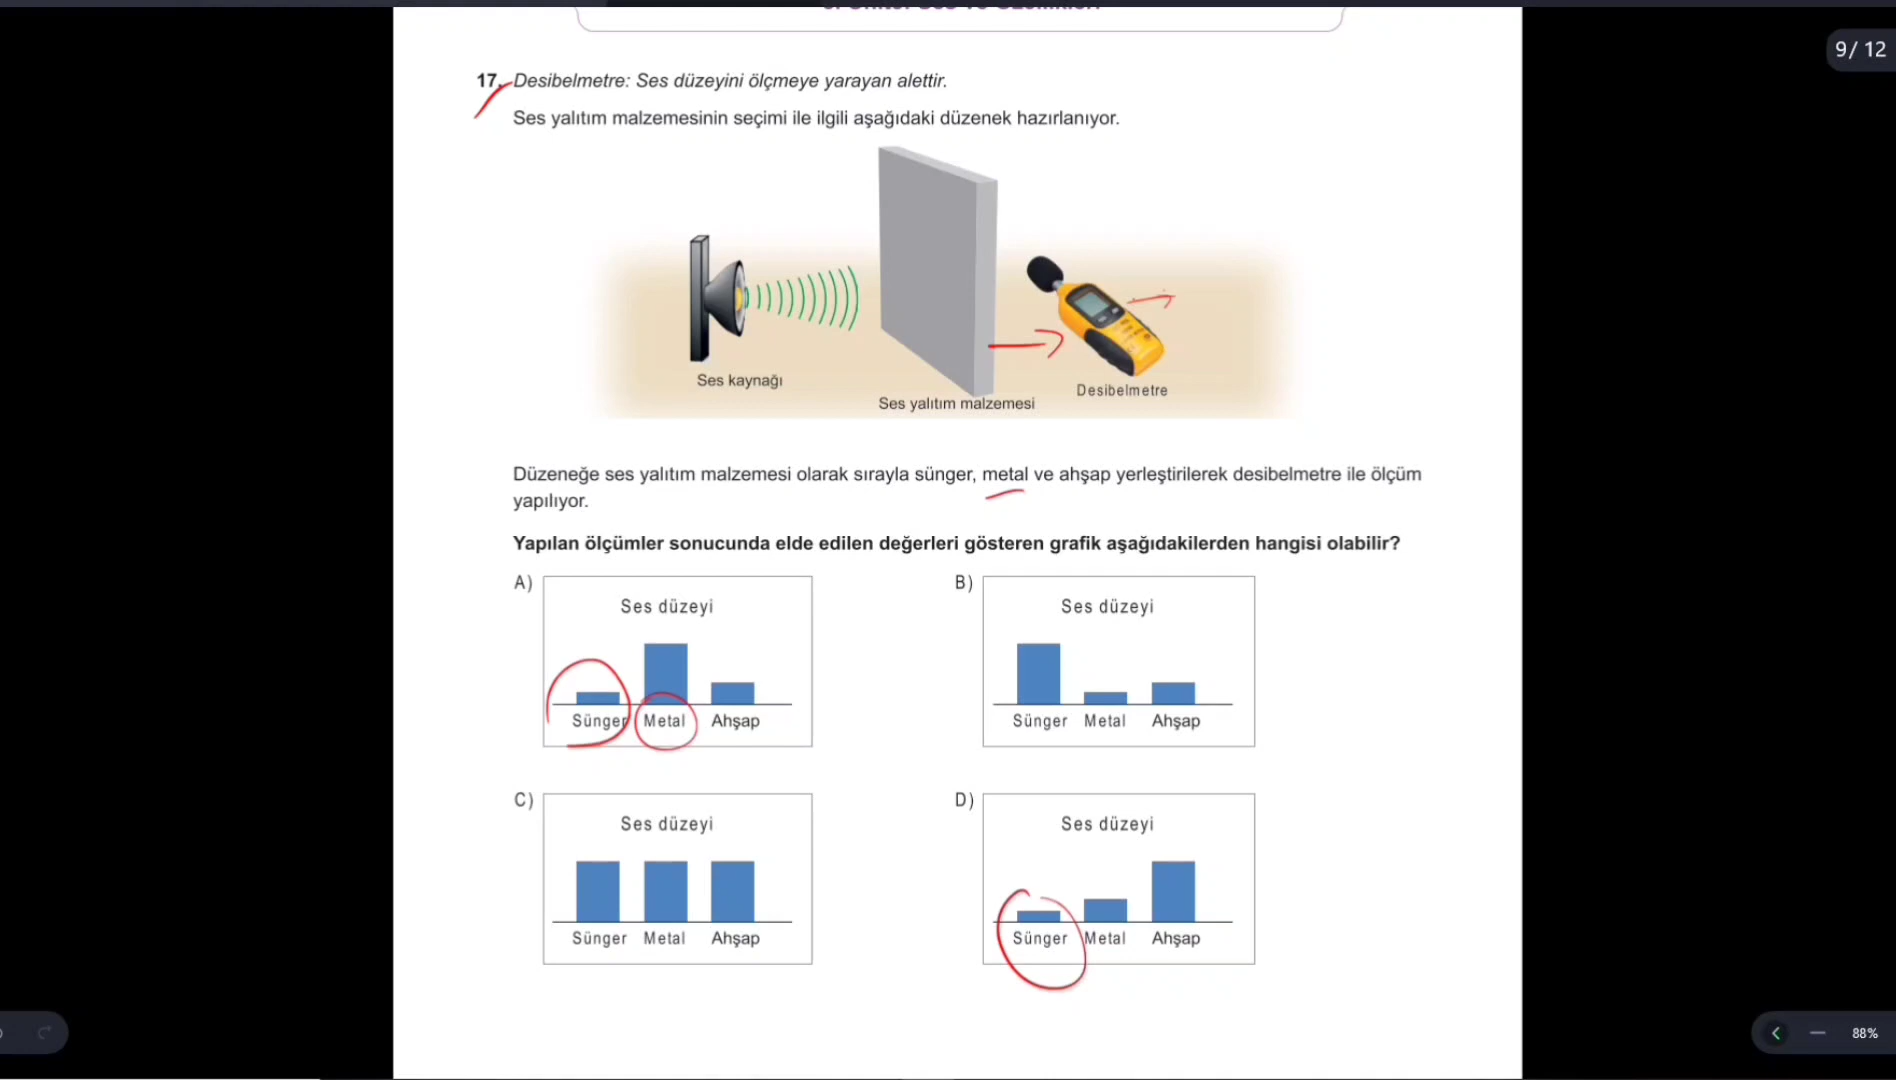 9/ 12
17. Desibelmetre: Ses düzeyini ölçmeye yarayan alettir.
Ses yalıtım malzemesinin seçimi ile ilgili aşağıdaki düzenek hazırlanıyor.
Ses kaynağı
Ses yalıtım malzemesi
Desibelmetre
Düzeneğe ses yalıtım malzemesi olarak sırayla sünger, metal ve ahşap yerleştirilerek desibelmetre ile ölçüm
yapılıyor.
Yapılan ölçümler sonucunda elde edilen değerleri gösteren grafik aşağıdakilerden hangisi olabilir?
A)
Ses düzeyi
Sünger Metal Ahşap
B)
Ses düzeyi
Sünger Metal Ahşap
C)
Ses düzeyi
Sünger Metal Ahşap
D)
Ses düzeyi
Sünger Metal Ahşap
88%